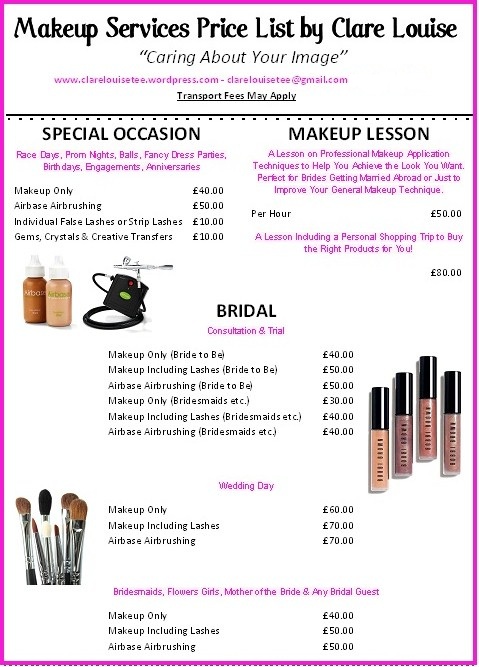 Makeup Services Price List by Clare Louise
“Caring About Your Image”
www.clarelouisetee.wordpress.com - clarelouisetee@gmail.com
Transport Fees May Apply
SPECIAL OCCASION
Race Days, Prom Nights, Balls, Fancy Dress Parties,
Birthdays, Engagements, Anniversaries
Makeup Only £40.00
Airbase Airbrushing £50.00
Individual False Lashes or Strip Lashes £10.00
Gems, Crystals & Creative Transfers £10.00
MAKEUP LESSON
A Lesson on Professional Makeup Application
Techniques to Help You Achieve the Look You Want.
Perfect for Brides Getting Married Abroad or Just to
Improve Your General Makeup Technique.
Per Hour £50.00
A Lesson Including a Personal Shopping Trip to Buy
the Right Products for You!
£80.00
Airbase
Airbase
BRIDAL
Consultation & Trial
Makeup Only (Bride to Be) £40.00
Makeup Including Lashes (Bride to Be) £50.00
Airbase Airbrushing (Bride to Be) £50.00
Makeup Only (Bridesmaids etc.) £30.00
Makeup Including Lashes (Bridesmaids etc.) £40.00
Airbase Airbrushing (Bridesmaids etc.) £40.00
BOBBI BROWN
BOBBI BROWN
BOBBI BROWN
BOBBI BROWN
Wedding Day
Makeup Only £60.00
Makeup Including Lashes £70.00
Airbase Airbrushing £70.00
Bridesmaids, Flowers Girls, Mother of the Bride & Any Bridal Guest
Makeup Only £40.00
Makeup Including Lashes £50.00
Airbase Airbrushing £50.00